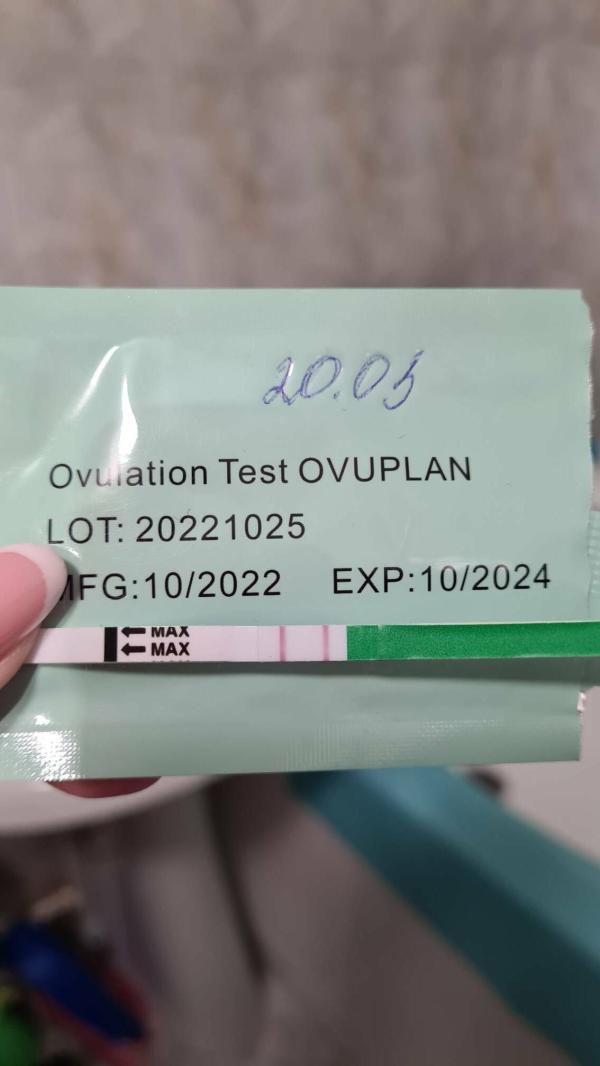 20.05
Ovulation Test OVUPLAN
LOT: 20221025
MFG:10/2022 EXP:10/2024
MAX
MAX